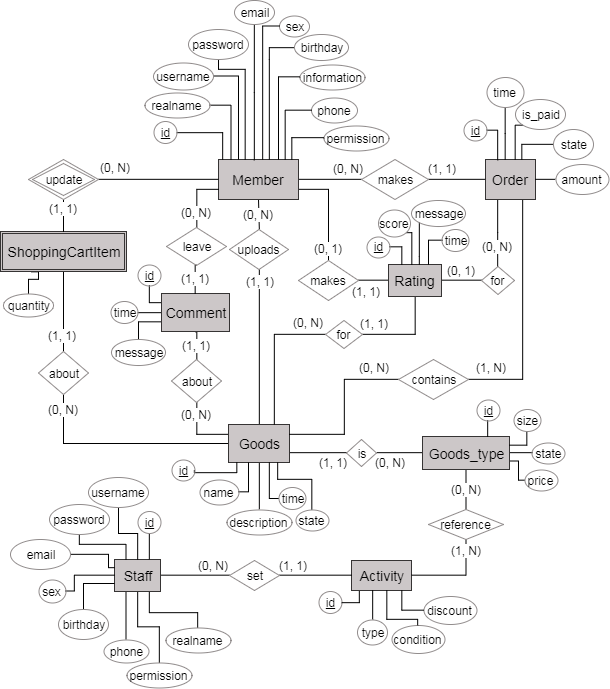 email
sex
password
birthday
username
information
realname
phone
id
permission
time
is_paid
id
state
amount
update
(0, N)
(0, N)
makes
(1, 1)
Member
Order
(1, 1)
(0, N)
(0, N)
leave
uploads
(0, 1)
score
message
id
time
(0, N)
ShoppingCartItem
quantity
(1, 1)
(1, 1)
makes
(1, 1)
Rating
(0, 1)
for
id
time
Comment
message
(0, N)
for
(1, 1)
(1, 1)
(1, 1)
about
about
(0, N)
contains
(1, N)
(0, N)
(0, N)
Goods
id
name
description
time
state
(1, 1)
is
(0, N)
Goods_type
id
size
state
price
(0, N)
reference
(1, N)
username
password
id
email
sex
Staff
birthday
phone
permission
realname
(0, N)
set
(1, 1)
Activity
id
type
condition
discount